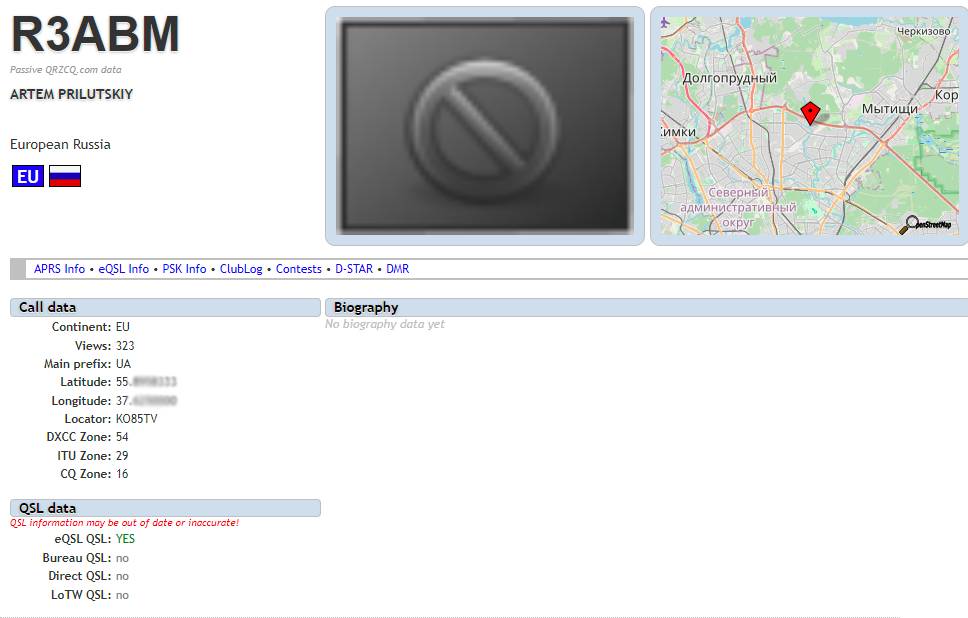 R3ABM
Passive QRZCQ.com data
ARTEM PRILUTSKIY
European Russia
EU
Черкизово
Долгопрудный
Мытищи
Кор
Химки
Северный
административный
округ
OpenStreetMap
APRS Info • eQSL Info • PSK Info • ClubLog • Contests • D-STAR • DMR
Call data
Continent: EU
Views: 323
Main prefix: UA
Latitude: 55.
Longitude: 37.
Locator: KO85TV
DXCC Zone: 54
ITU Zone: 29
CQ Zone: 16
Biography
No biography data yet
QSL data
QSL information may be out of date or inaccurate!
eQSL QSL: YES
Bureau QSL: no
Direct QSL: no
LoTW QSL: no